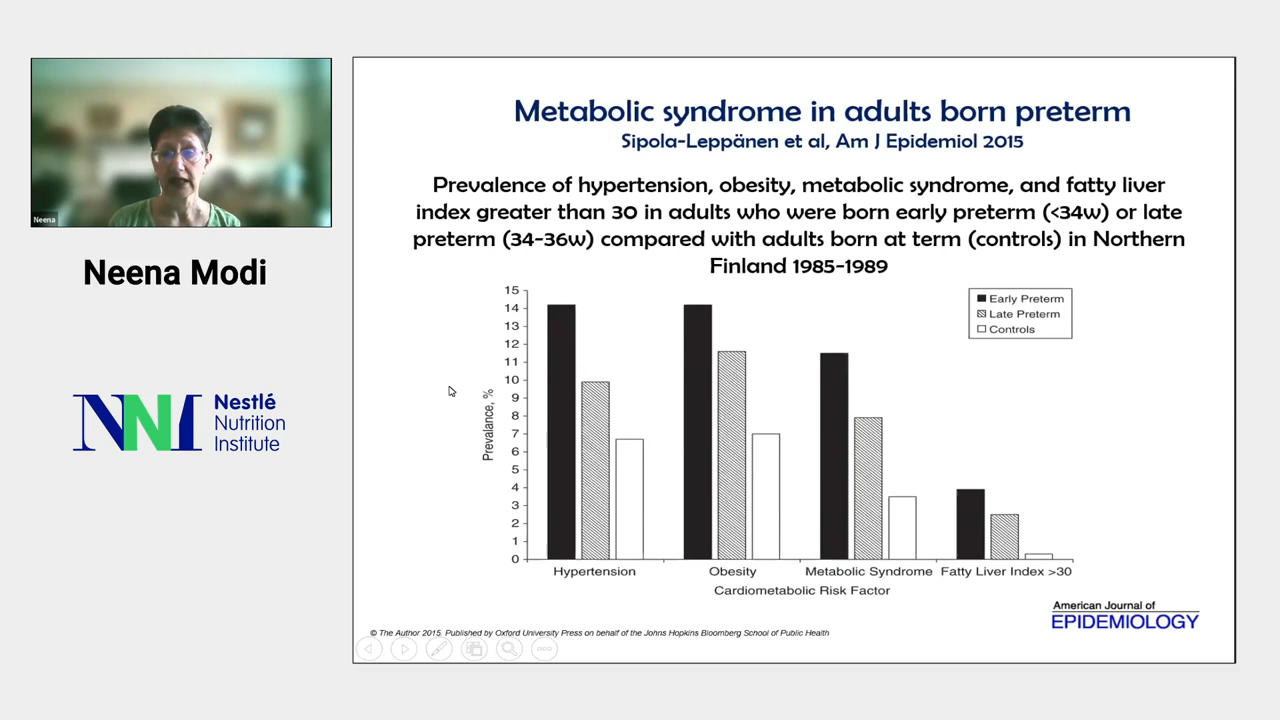 Neena
Neena Modi
NNI
Nestlé
Nutrition
Institute
Metabolic syndrome in adults born preterm
Sipola-Leppänen et al, Am J Epidemiol 2015
Prevalence of hypertension, obesity, metabolic syndrome, and fatty liver
index greater than 30 in adults who were born early preterm (<34w) or late
preterm (34-36w) compared with adults born at term (controls) in Northern
Finland 1985-1989
Early Preterm
Late Preterm
Controls
Prevalance, %
15
14
13
12
11
10
9
8
7
6
5
4
3
2
1
0
Hypertension
Obesity
Metabolic Syndrome
Fatty Liver Index >30
Cardiometabolic Risk Factor
American Journal of
EPIDEMIOLOGY
© The Author 2015. Published by Oxford University Press on behalf of the Johns Hopkins Bloomberg School of Public Health